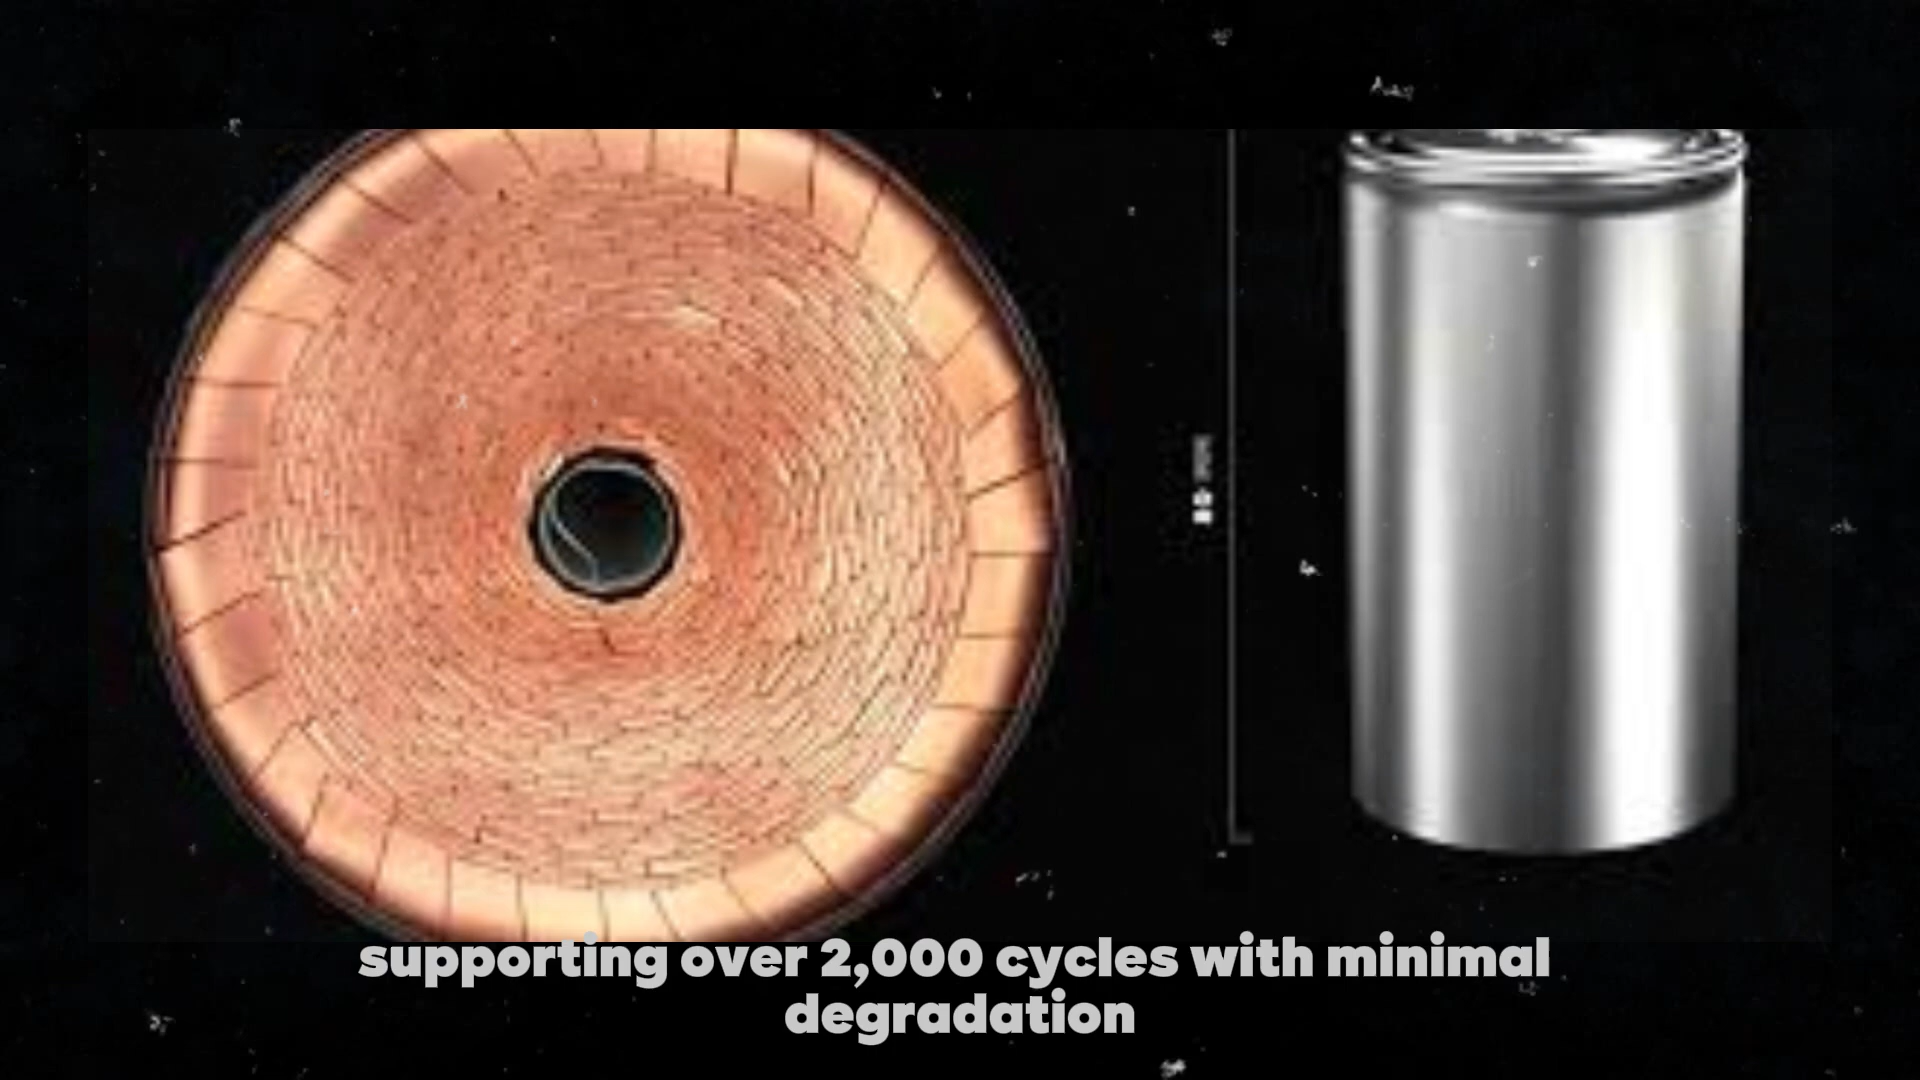 supporting over 2,000 cycles with minimal
degradation